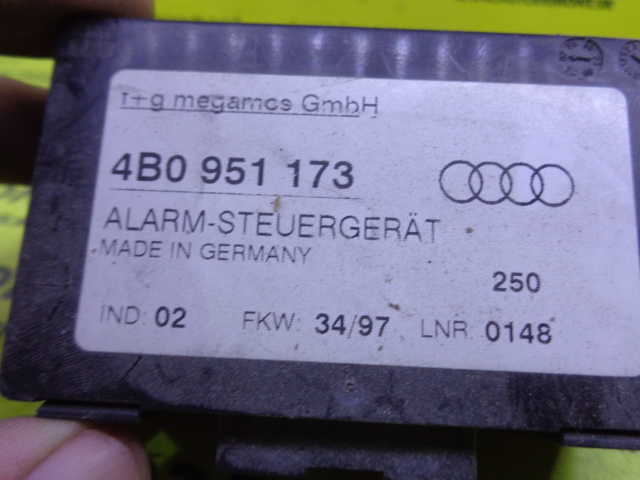 r+g megamos GmbH
4B0 951 173
ALARM-STEUERGERÄT
MADE IN GERMANY
250
IND: 02 FKW: 34/97 LNR: 0148